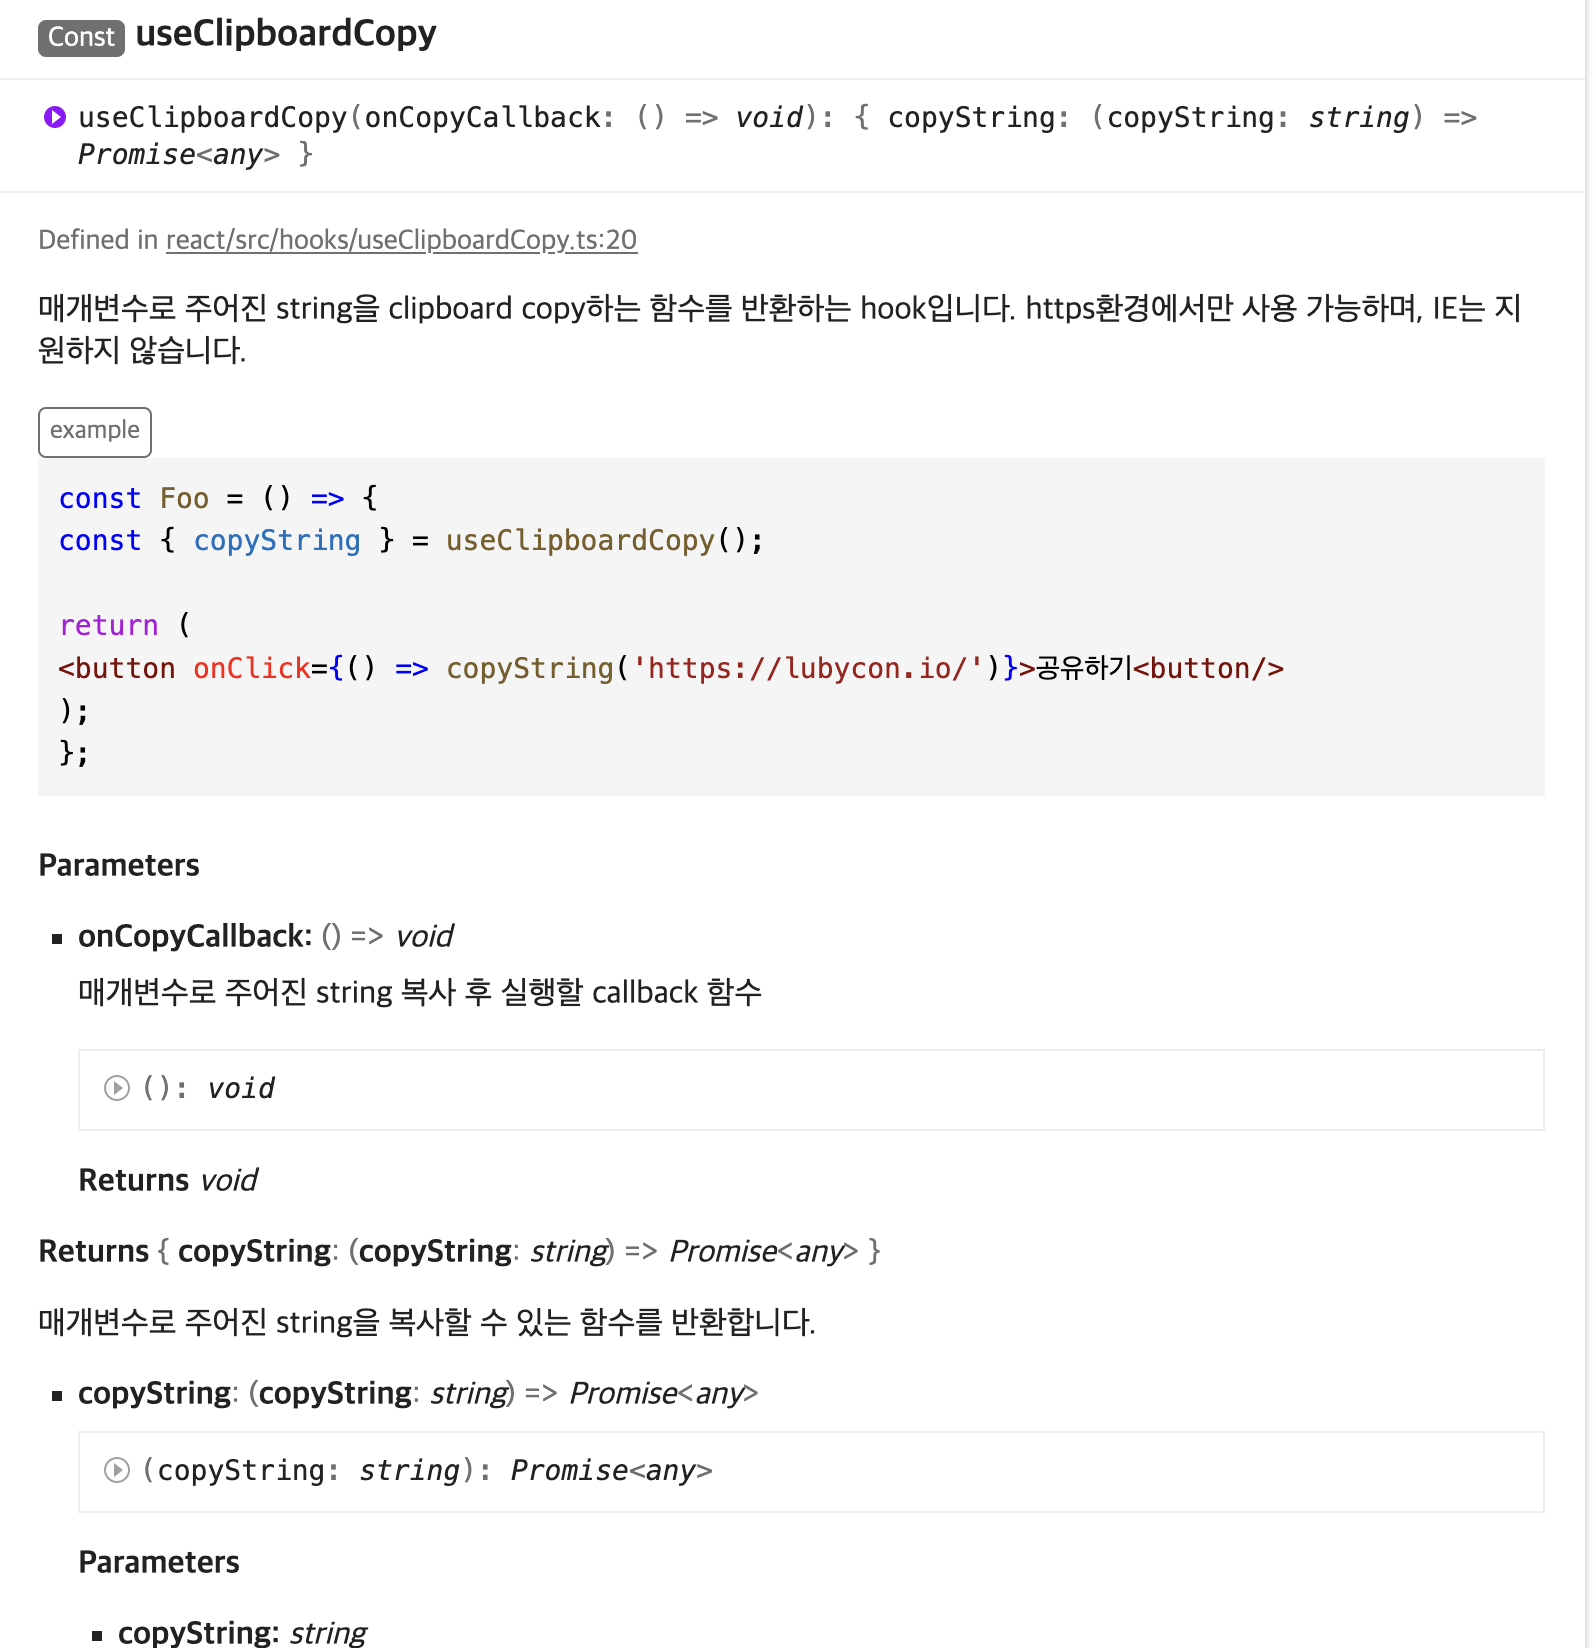 Const useClipboardCopy
useClipboardCopy(onCopyCallback: () => void): { copyString: (copyString: string) =>
Promise<any> }
Defined in react/src/hooks/useClipboardCopy.ts:20
매개변수로 주어진 string을 clipboard copy하는 함수를 반환하는 hook입니다. https환경에서만 사용 가능하며, IE는 지
원하지 않습니다.
example
const Foo = () => {
const { copyString } = useClipboardCopy();
return (
<button onClick={() => copyString('https://lubycon.io/')}>공유하기<button/>
);
};
Parameters
onCopyCallback: () => void
매개변수로 주어진 string 복사 후 실행할 callback 함수
(): void
Returns void
Returns { copyString: (copyString: string) => Promise<any> }
매개변수로 주어진 string을 복사할 수 있는 함수를 반환합니다.
copyString: (copyString: string) => Promise<any>
(copyString: string): Promise<any>
Parameters
copyString: string